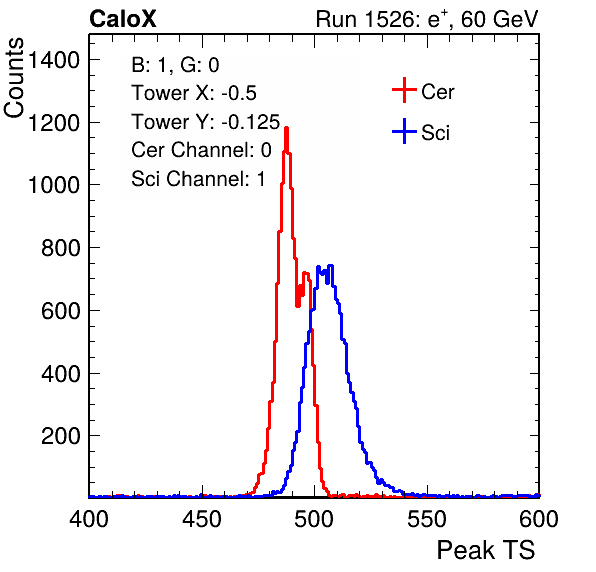 CaloX
Run 1526: e+, 60 GeV
Counts
B: 1, G: 0
Tower X: -0.5
Tower Y: -0.125
Cer Channel: 0
Sci Channel: 1
Cer
Sci
1400
1200
1000
800
600
400
200
400 450 500 550 600
Peak TS